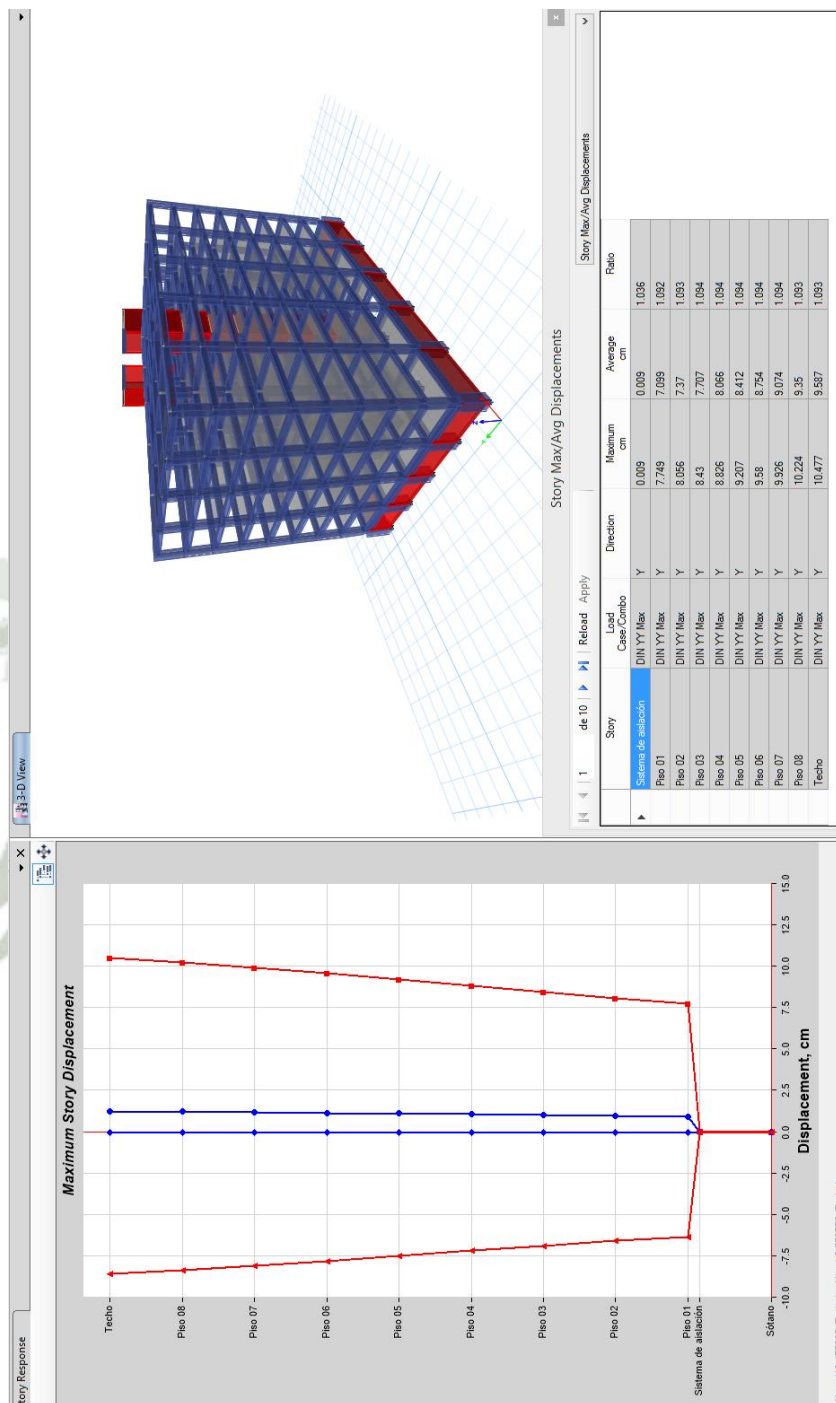 Story Response
Maximum Story Displacement
Techo
Piso 08
Piso 07
Piso 06
Piso 05
Piso 04
Piso 03
Piso 02
Piso 01
Sistema de aislación
Sótano
-10.0 -7.5 -5.0 -2.5 0.0 2.5 5.0 7.5 10.0 12.5 15.0
Displacement, cm
3-D View
Story Max/Avg Displacements
1 de 10 Reload Apply Story Max/Avg Displacements
Story Load Case/Combo Direction Maximum cm Average cm Ratio
Sistema de aislación DIN YY Max Y 0.009 0.009 1.036
Piso 01 DIN YY Max Y 7.749 7.099 1.092
Piso 02 DIN YY Max Y 8.056 7.37 1.093
Piso 03 DIN YY Max Y 8.43 7.707 1.094
Piso 04 DIN YY Max Y 8.826 8.066 1.094
Piso 05 DIN YY Max Y 9.207 8.412 1.094
Piso 06 DIN YY Max Y 9.58 8.754 1.094
Piso 07 DIN YY Max Y 9.926 9.074 1.094
Piso 08 DIN YY Max Y 10.224 9.35 1.093
Techo DIN YY Max Y 10.477 9.587 1.093